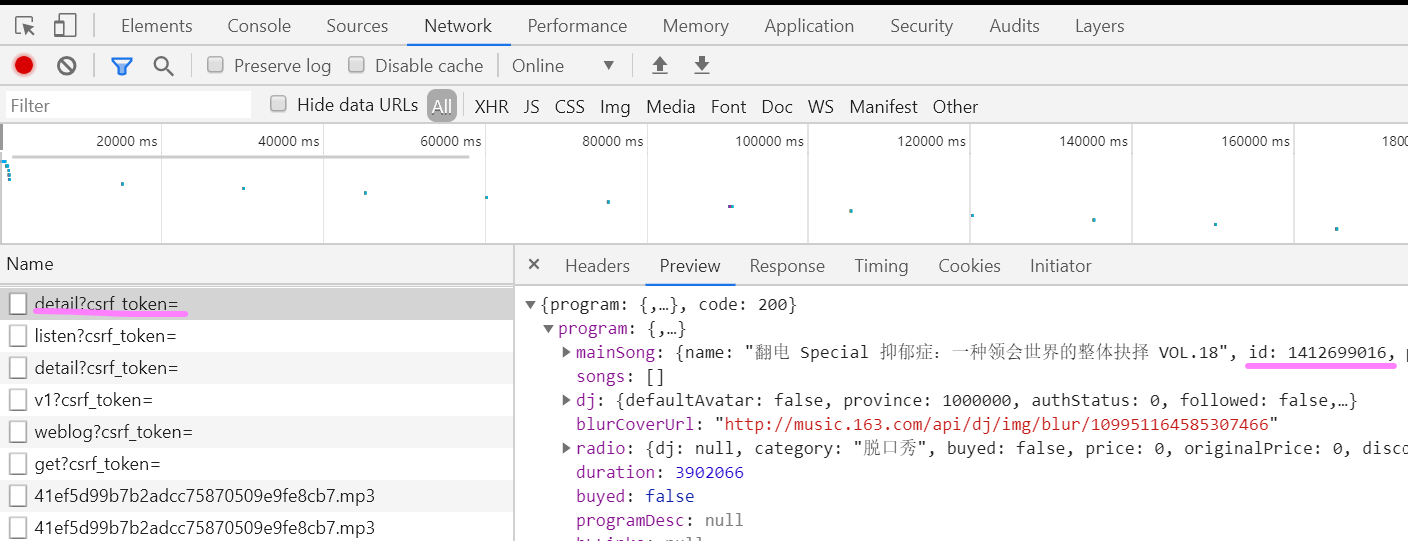 Elements Console Sources Network Performance Memory Application Security Audits Layers
Preserve log Disable cache Online
Filter Hide data URLs All XHR JS CSS Img Media Font Doc WS Manifest Other
20000 ms 40000 ms 60000 ms 80000 ms 100000 ms 120000 ms 140000 ms 160000 ms 1800
Name × Headers Preview Response Timing Cookies Initiator
detail?csrf_token=
listen?csrf_token=
detail?csrf_token=
v1?csrf_token=
weblog?csrf_token=
get?csrf_token=
41ef5d99b7b2adcc75870509e9fe8cb7.mp3
41ef5d99b7b2adcc75870509e9fe8cb7.mp3
▼{program: {,…}, code: 200}
▼program: {,…}
▶mainSong: {name: "翻电 Special 抑郁症：一种领会世界的整体抉择 VOL.18", id: 1412699016,
songs: []
▶dj: {defaultAvatar: false, province: 1000000, authStatus: 0, followed: false,…}
blurCoverUrl: "http://music.163.com/api/dj/img/blur/109951164585307466"
▶radio: {dj: null, category: "脱口秀", buyed: false, price: 0, originalPrice: 0, disco
duration: 3902066
buyed: false
programDesc: null